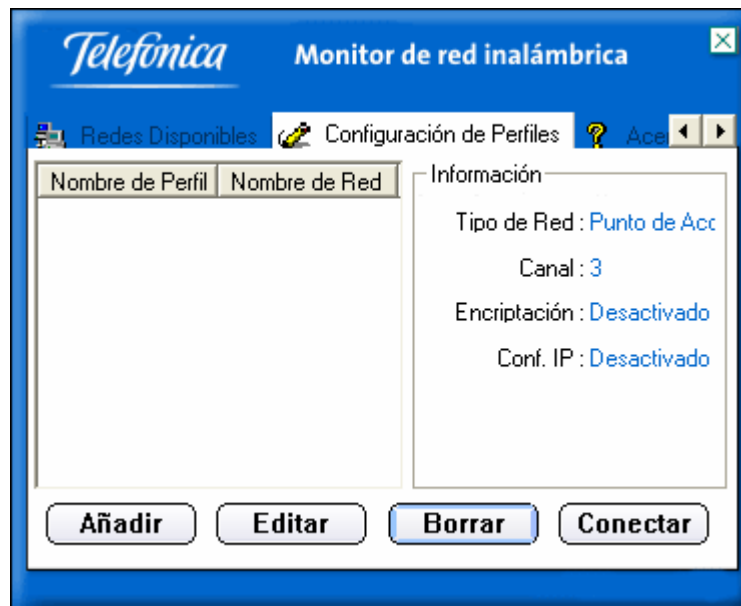 Telefónica
Monitor de red inalámbrica
Redes Disponibles
Configuración de Perfiles
Nombre de Perfil
Nombre de Red
Información
Tipo de Red : Punto de Acc
Canal : 3
Encriptación : Desactivado
Conf. IP : Desactivado
Añadir
Editar
Borrar
Conectar